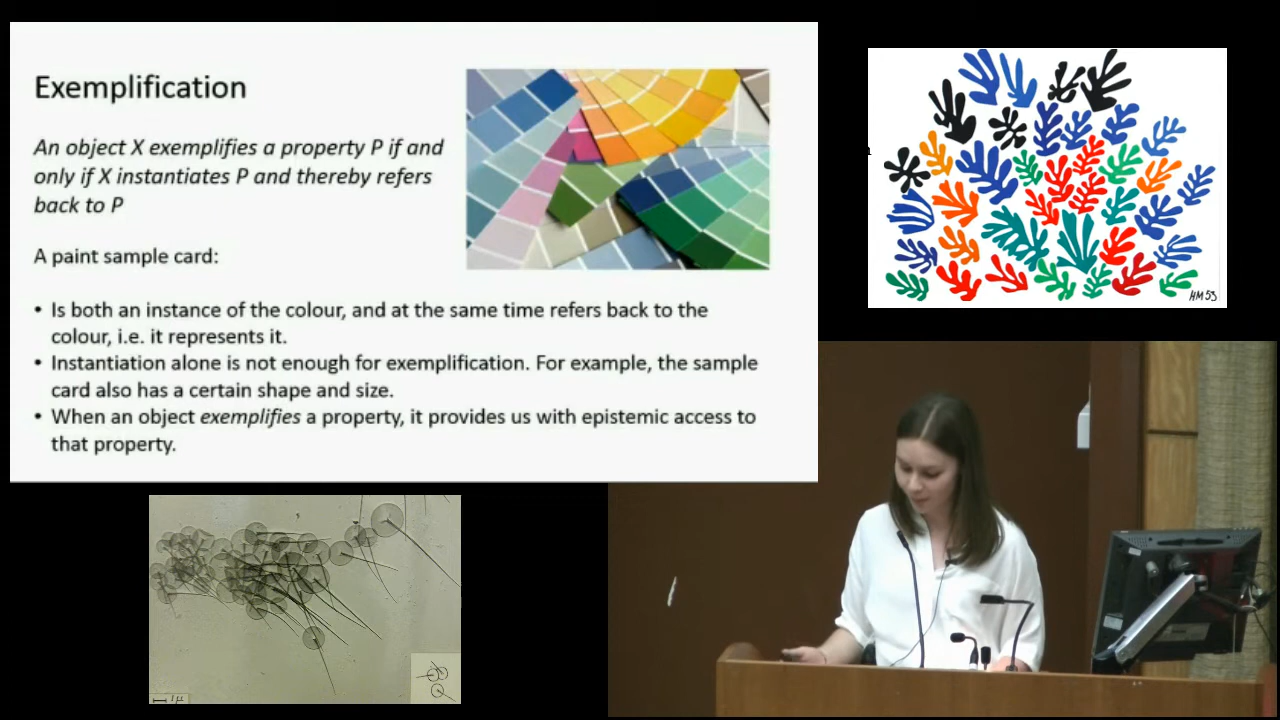 Exemplification
An object X exemplifies a property P if and
only if X instantiates P and thereby refers
back to P
A paint sample card:
• Is both an instance of the colour, and at the same time refers back to the
colour, i.e. it represents it.
• Instantiation alone is not enough for exemplification. For example, the sample
card also has a certain shape and size.
• When an object exemplifies a property, it provides us with epistemic access to
that property.
HM 53
1 µ